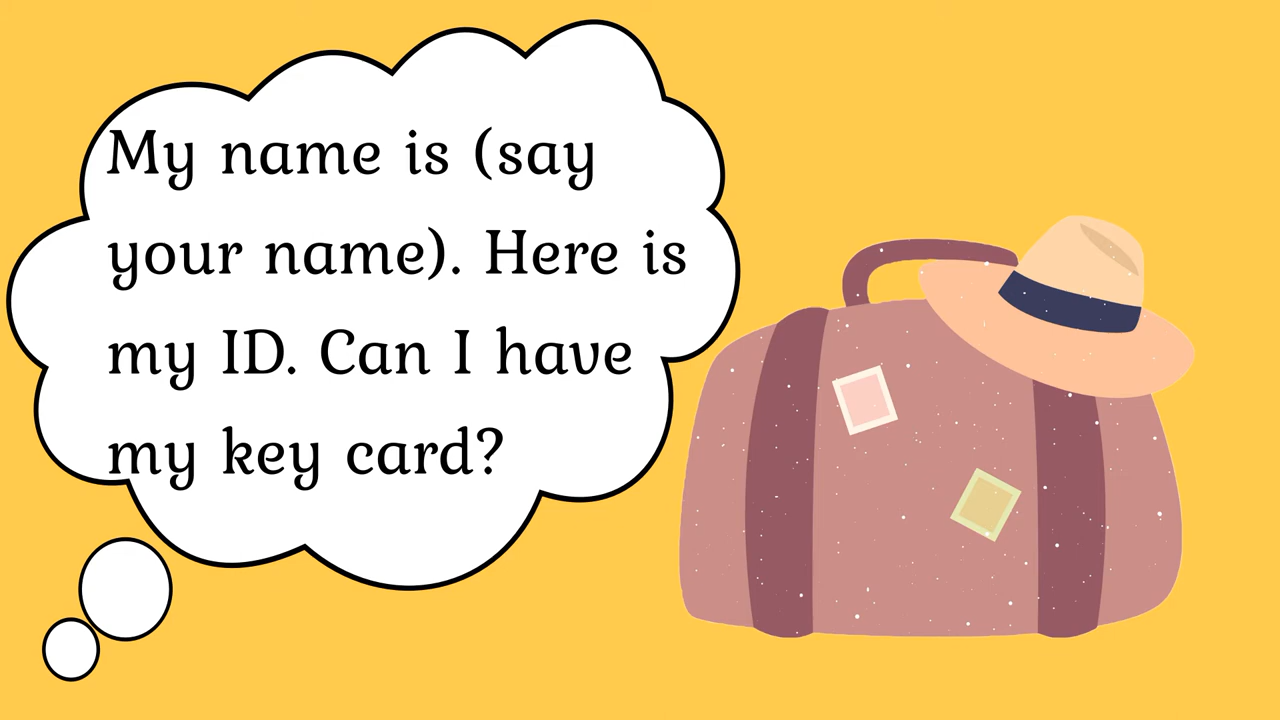 My name is (say
your name). Here is
my ID. Can I have
my key card?